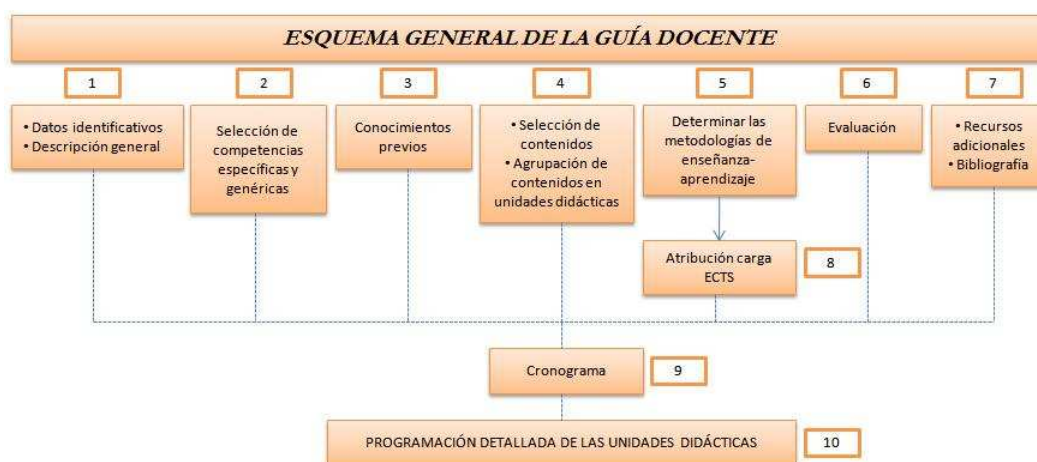 ESQUEMA GENERAL DE LA GUÍA DOCENTE
1
2
3
4
5
6
7
• Datos identificativos
• Descripción general
Selección de
competencias
específicas y
genéricas
Conocimientos
previos
• Selección de
contenidos
• Agrupación de
contenidos en
unidades didácticas
Determinar las
metodologías de
enseñanza-
aprendizaje
Evaluación
• Recursos
adicionales
• Bibliografía
Atribución carga
ECTS
8
Cronograma
9
PROGRAMACIÓN DETALLADA DE LAS UNIDADES DIDÁCTICAS
10